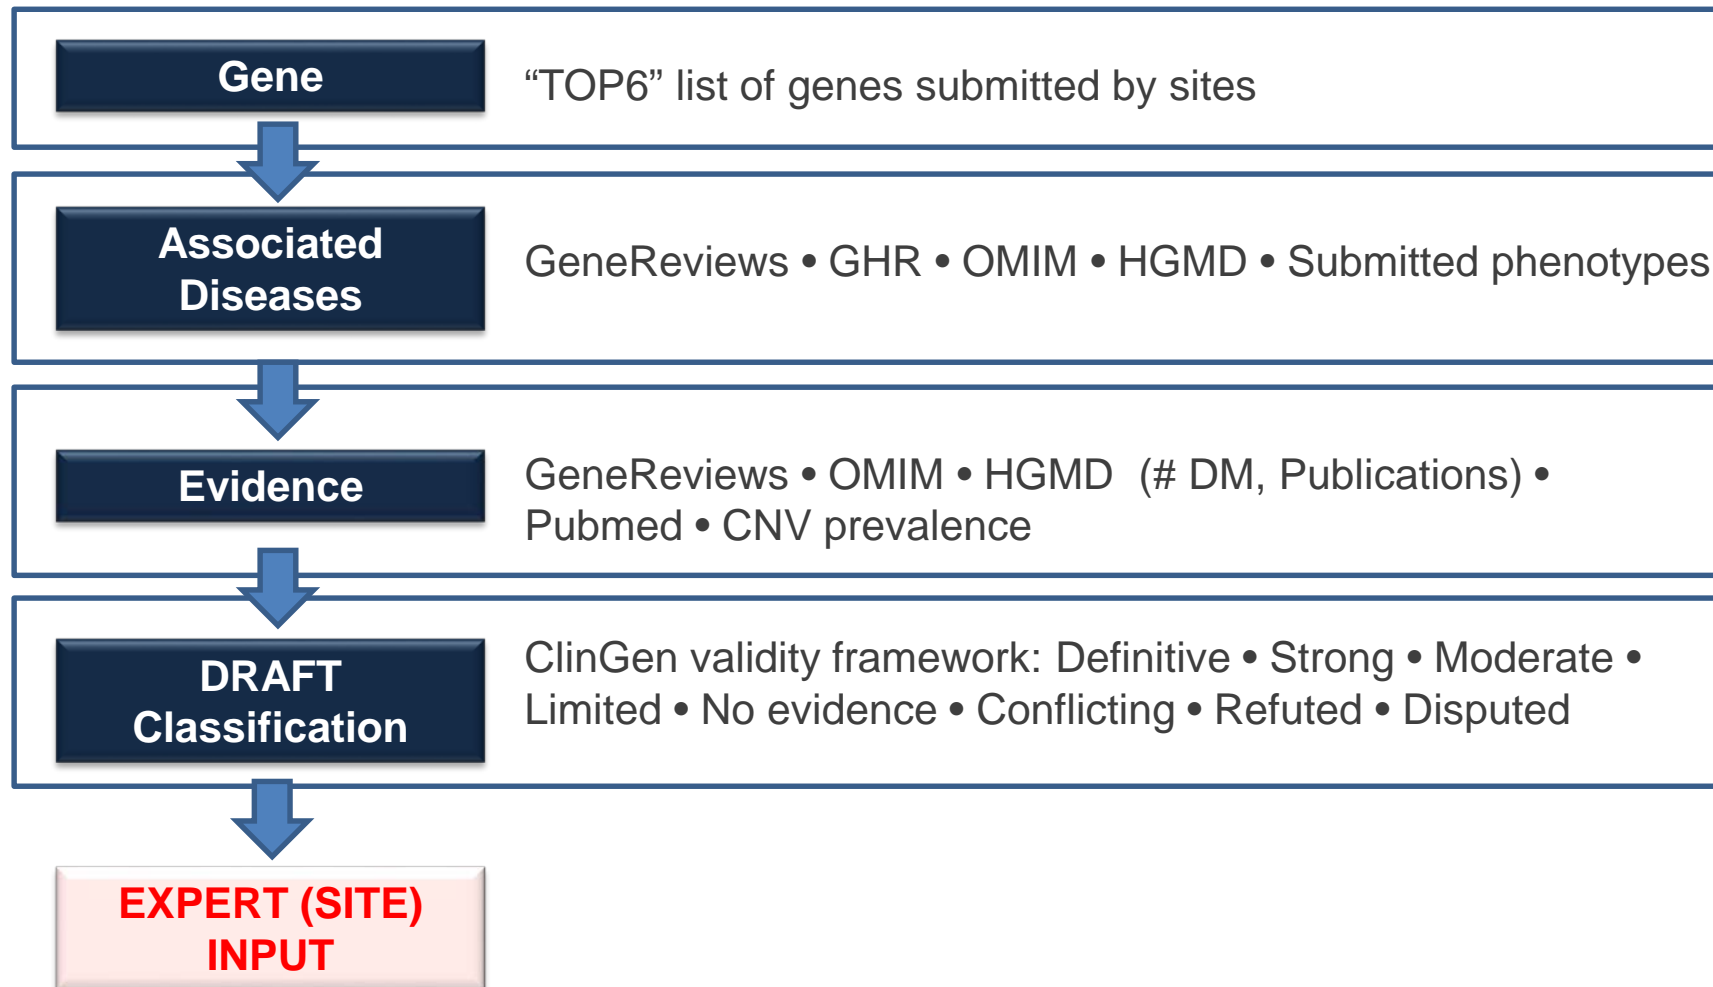 Gene
“TOP6” list of genes submitted by sites
Associated
Diseases
GeneReviews • GHR • OMIM • HGMD • Submitted phenotypes
Evidence
GeneReviews • OMIM • HGMD  (# DM, Publications) •
Pubmed • CNV prevalence
DRAFT
Classification
ClinGen validity framework: Definitive • Strong • Moderate •
Limited • No evidence • Conflicting • Refuted • Disputed
EXPERT (SITE)
INPUT